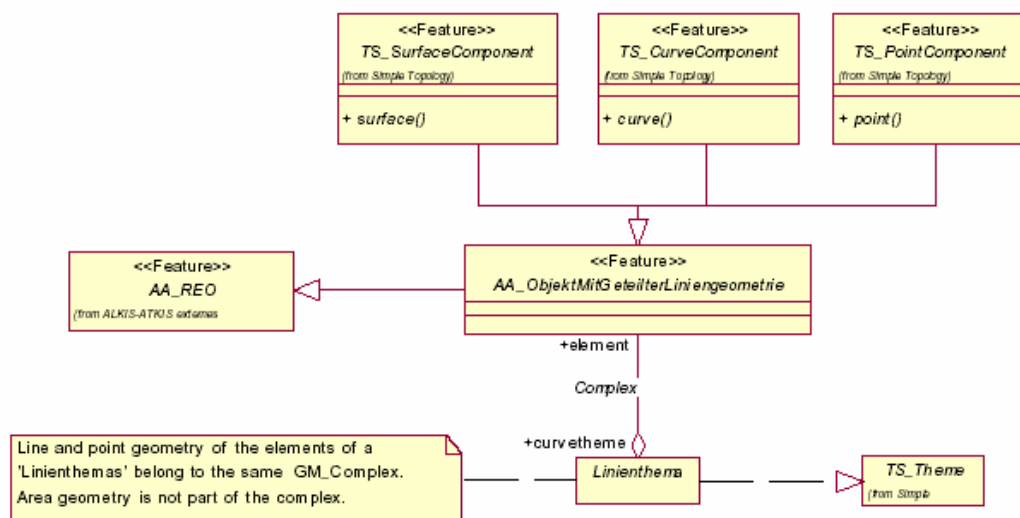 <<Feature>>
TS_SurfaceComponent
(from Simple Topology)
+ surface()
<<Feature>>
TS_CurveComponent
(from Simple Topology)
+ curve()
<<Feature>>
TS_PointComponent
(from Simple Topology)
+ point()
<<Feature>>
AA_REO
(from ALKIS-ATKIS externes
<<Feature>>
AA_ObjektMitGeteilterLiniengeometrie
+element
Complex
+curvetheme
Line and point geometry of the elements of a
'Linienthemas' belong to the same GM_Complex.
Area geometry is not part of the complex.
Linienthema
TS_Theme
(from Simple